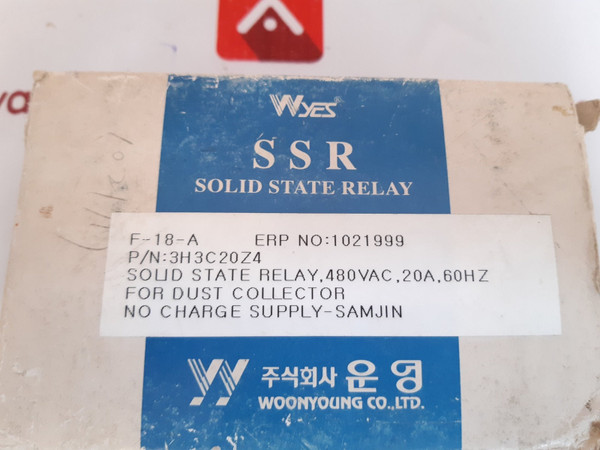 WYES
SSR
SOLID STATE RELAY
F-18-A ERP NO:1021999
P/N:3H3C20Z4
SOLID STATE RELAY,480VAC,20A,60HZ
FOR DUST COLLECTOR
NO CHARGE SUPPLY-SAMJIN
주식회사 운영
WOONYOUNG CO.,LTD.